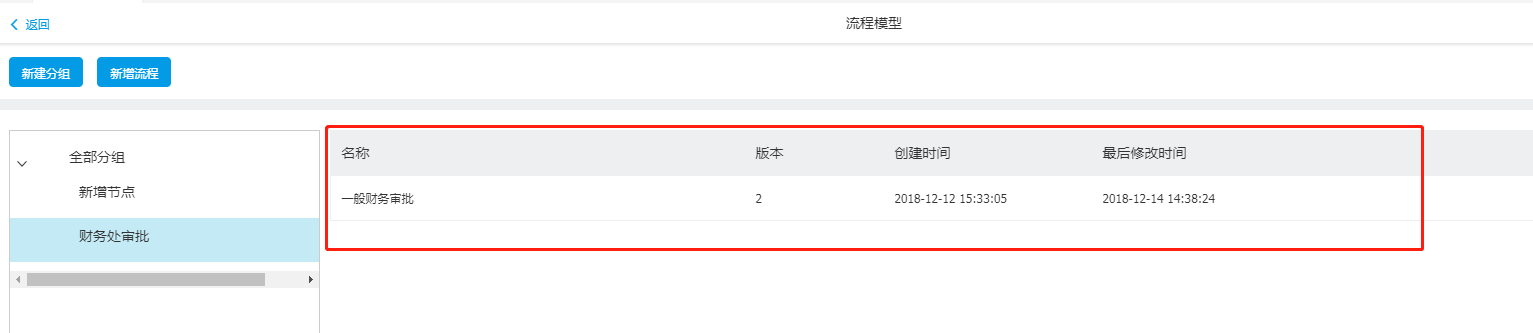 返回
流程模型
新建分组 新增流程
全部分组
新增节点
财务处审批
名称 版本 创建时间 最后修改时间
一般财务审批 2 2018-12-12 15:33:05 2018-12-14 14:38:24